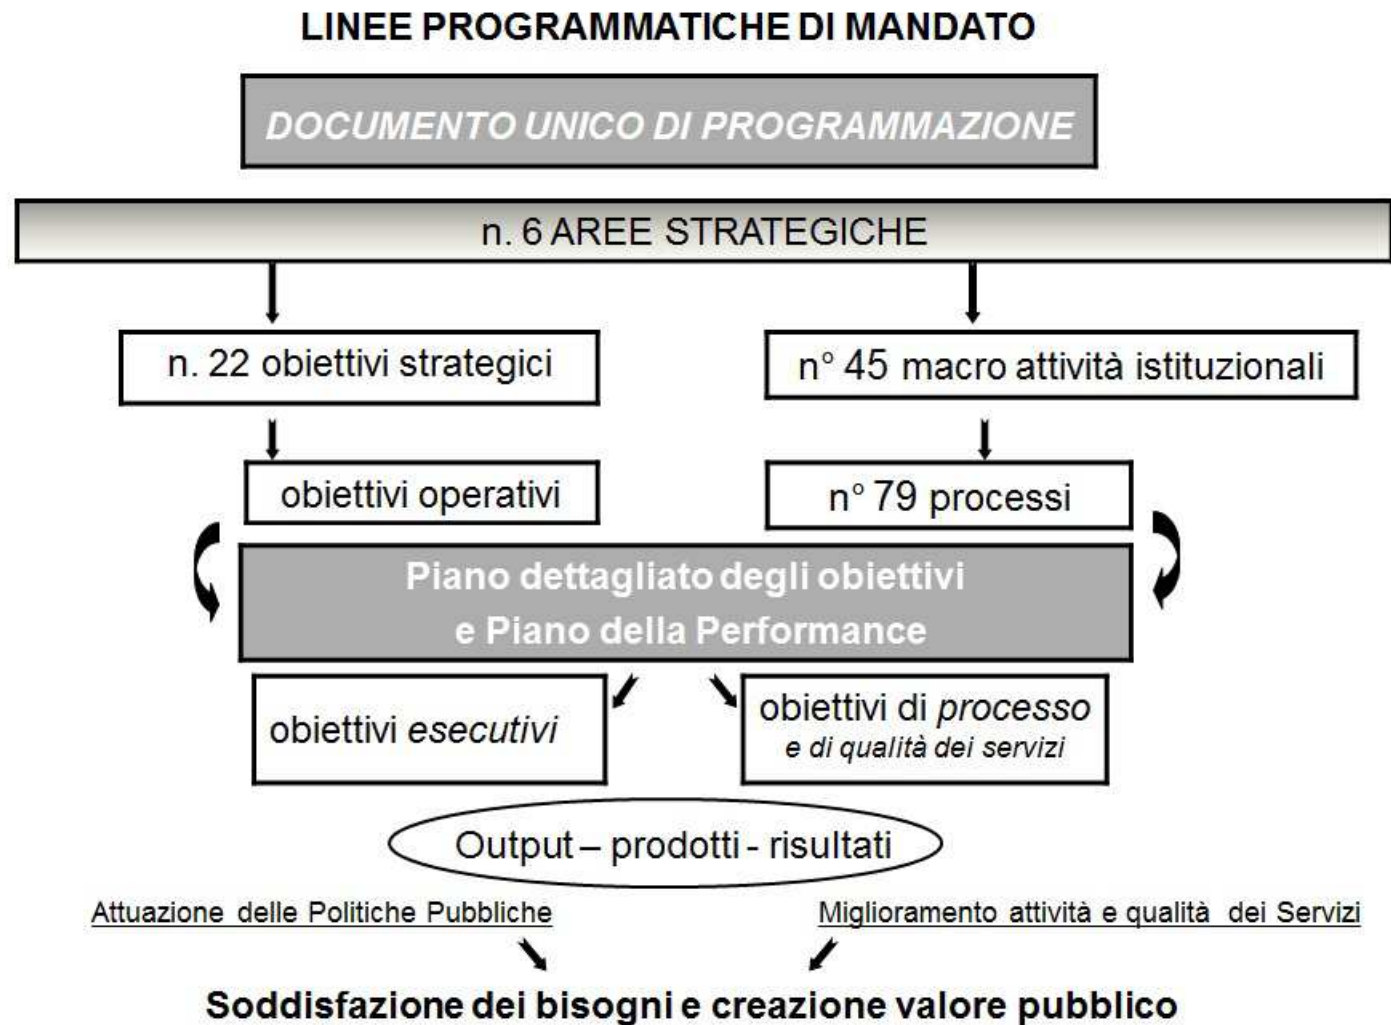 LINEE PROGRAMMATICHE DI MANDATO
DOCUMENTO UNICO DI PROGRAMMAZIONE
n. 6 AREE STRATEGICHE
n. 22 obiettivi strategici
n° 45 macro attività istituzionali
obiettivi operativi
n° 79 processi
Piano dettagliato degli obiettivi
e Piano della Performance
obiettivi esecutivi
obiettivi di processo
e di qualità dei servizi
Output – prodotti - risultati
Attuazione delle Politiche Pubbliche
Miglioramento attività e qualità dei Servizi
Soddisfazione dei bisogni e creazione valore pubblico